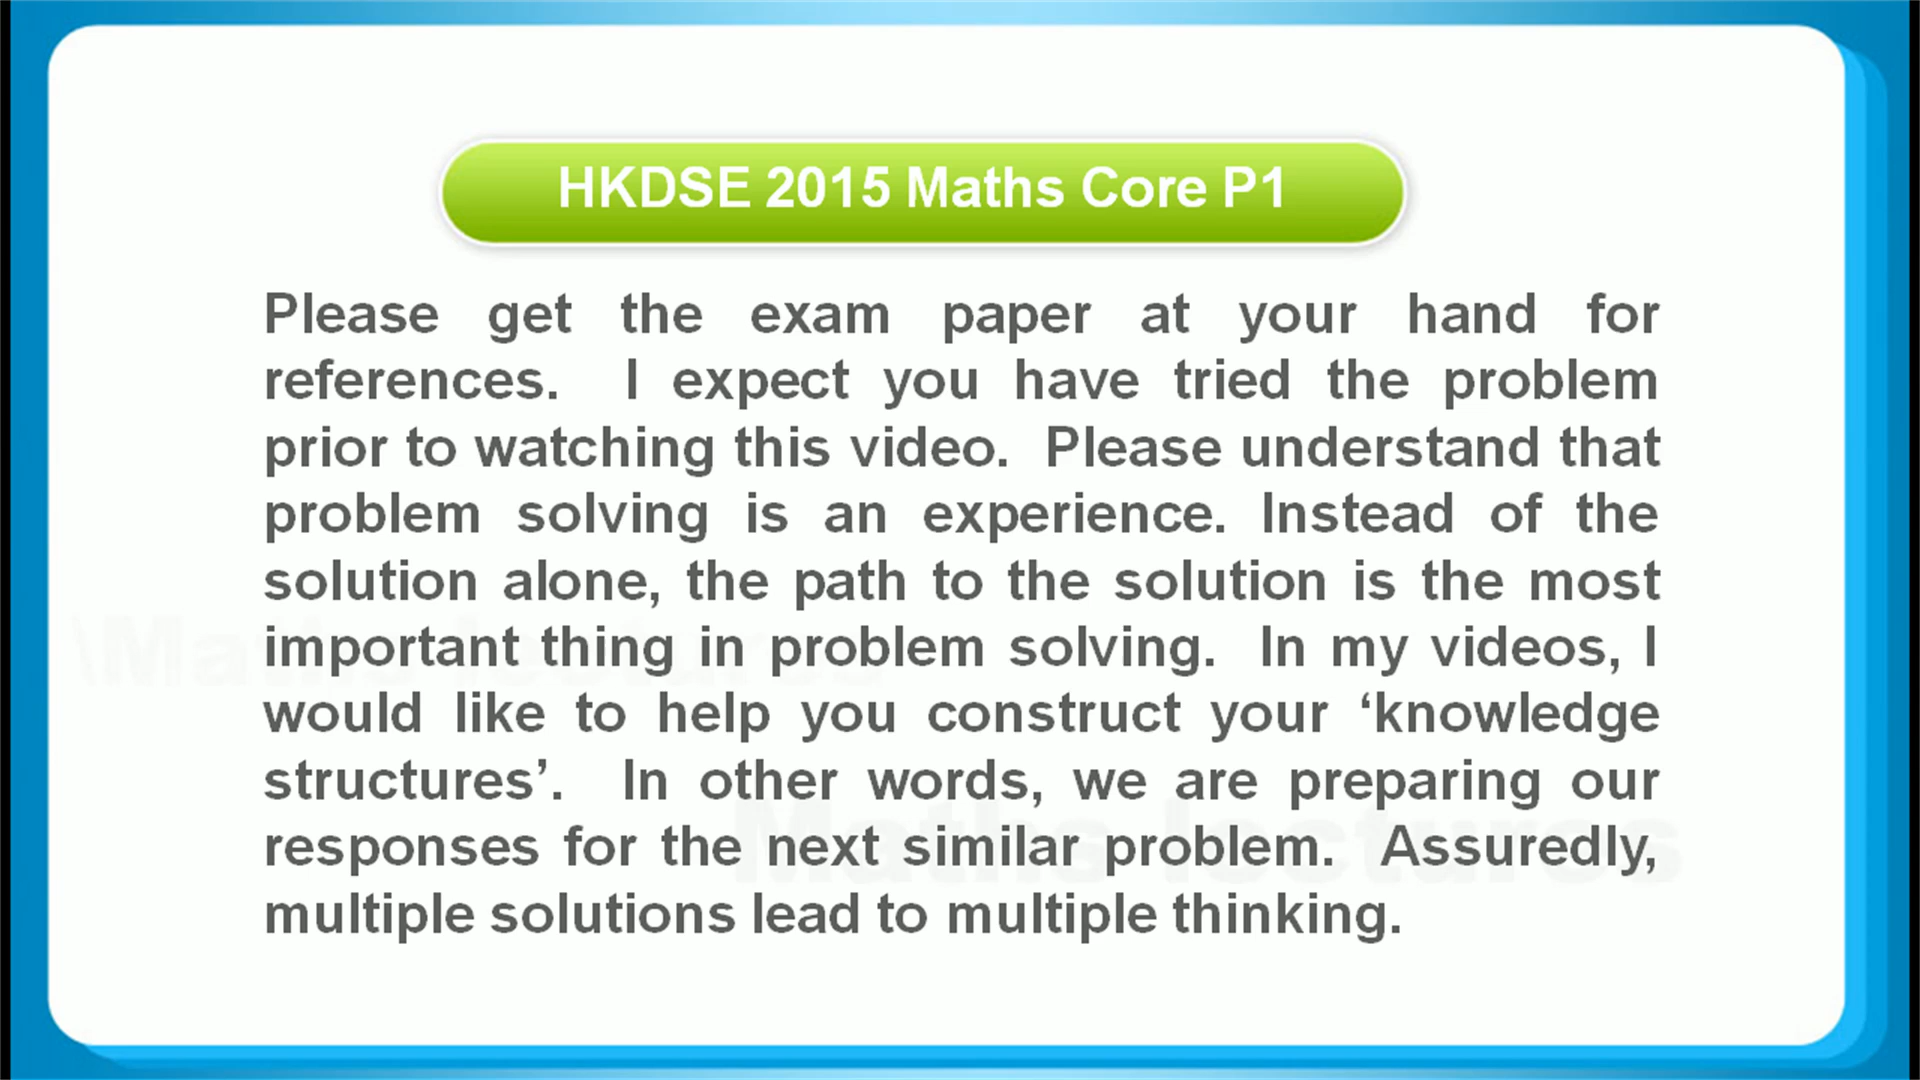 HKDSE 2015 Maths Core P1
Please get the exam paper at your hand for
references. I expect you have tried the problem
prior to watching this video. Please understand that
problem solving is an experience. Instead of the
solution alone, the path to the solution is the most
important thing in problem solving. In my videos, I
would like to help you construct your ‘knowledge
structures’. In other words, we are preparing our
responses for the next similar problem. Assuredly,
multiple solutions lead to multiple thinking.
\Maths lectures
Maths lectures